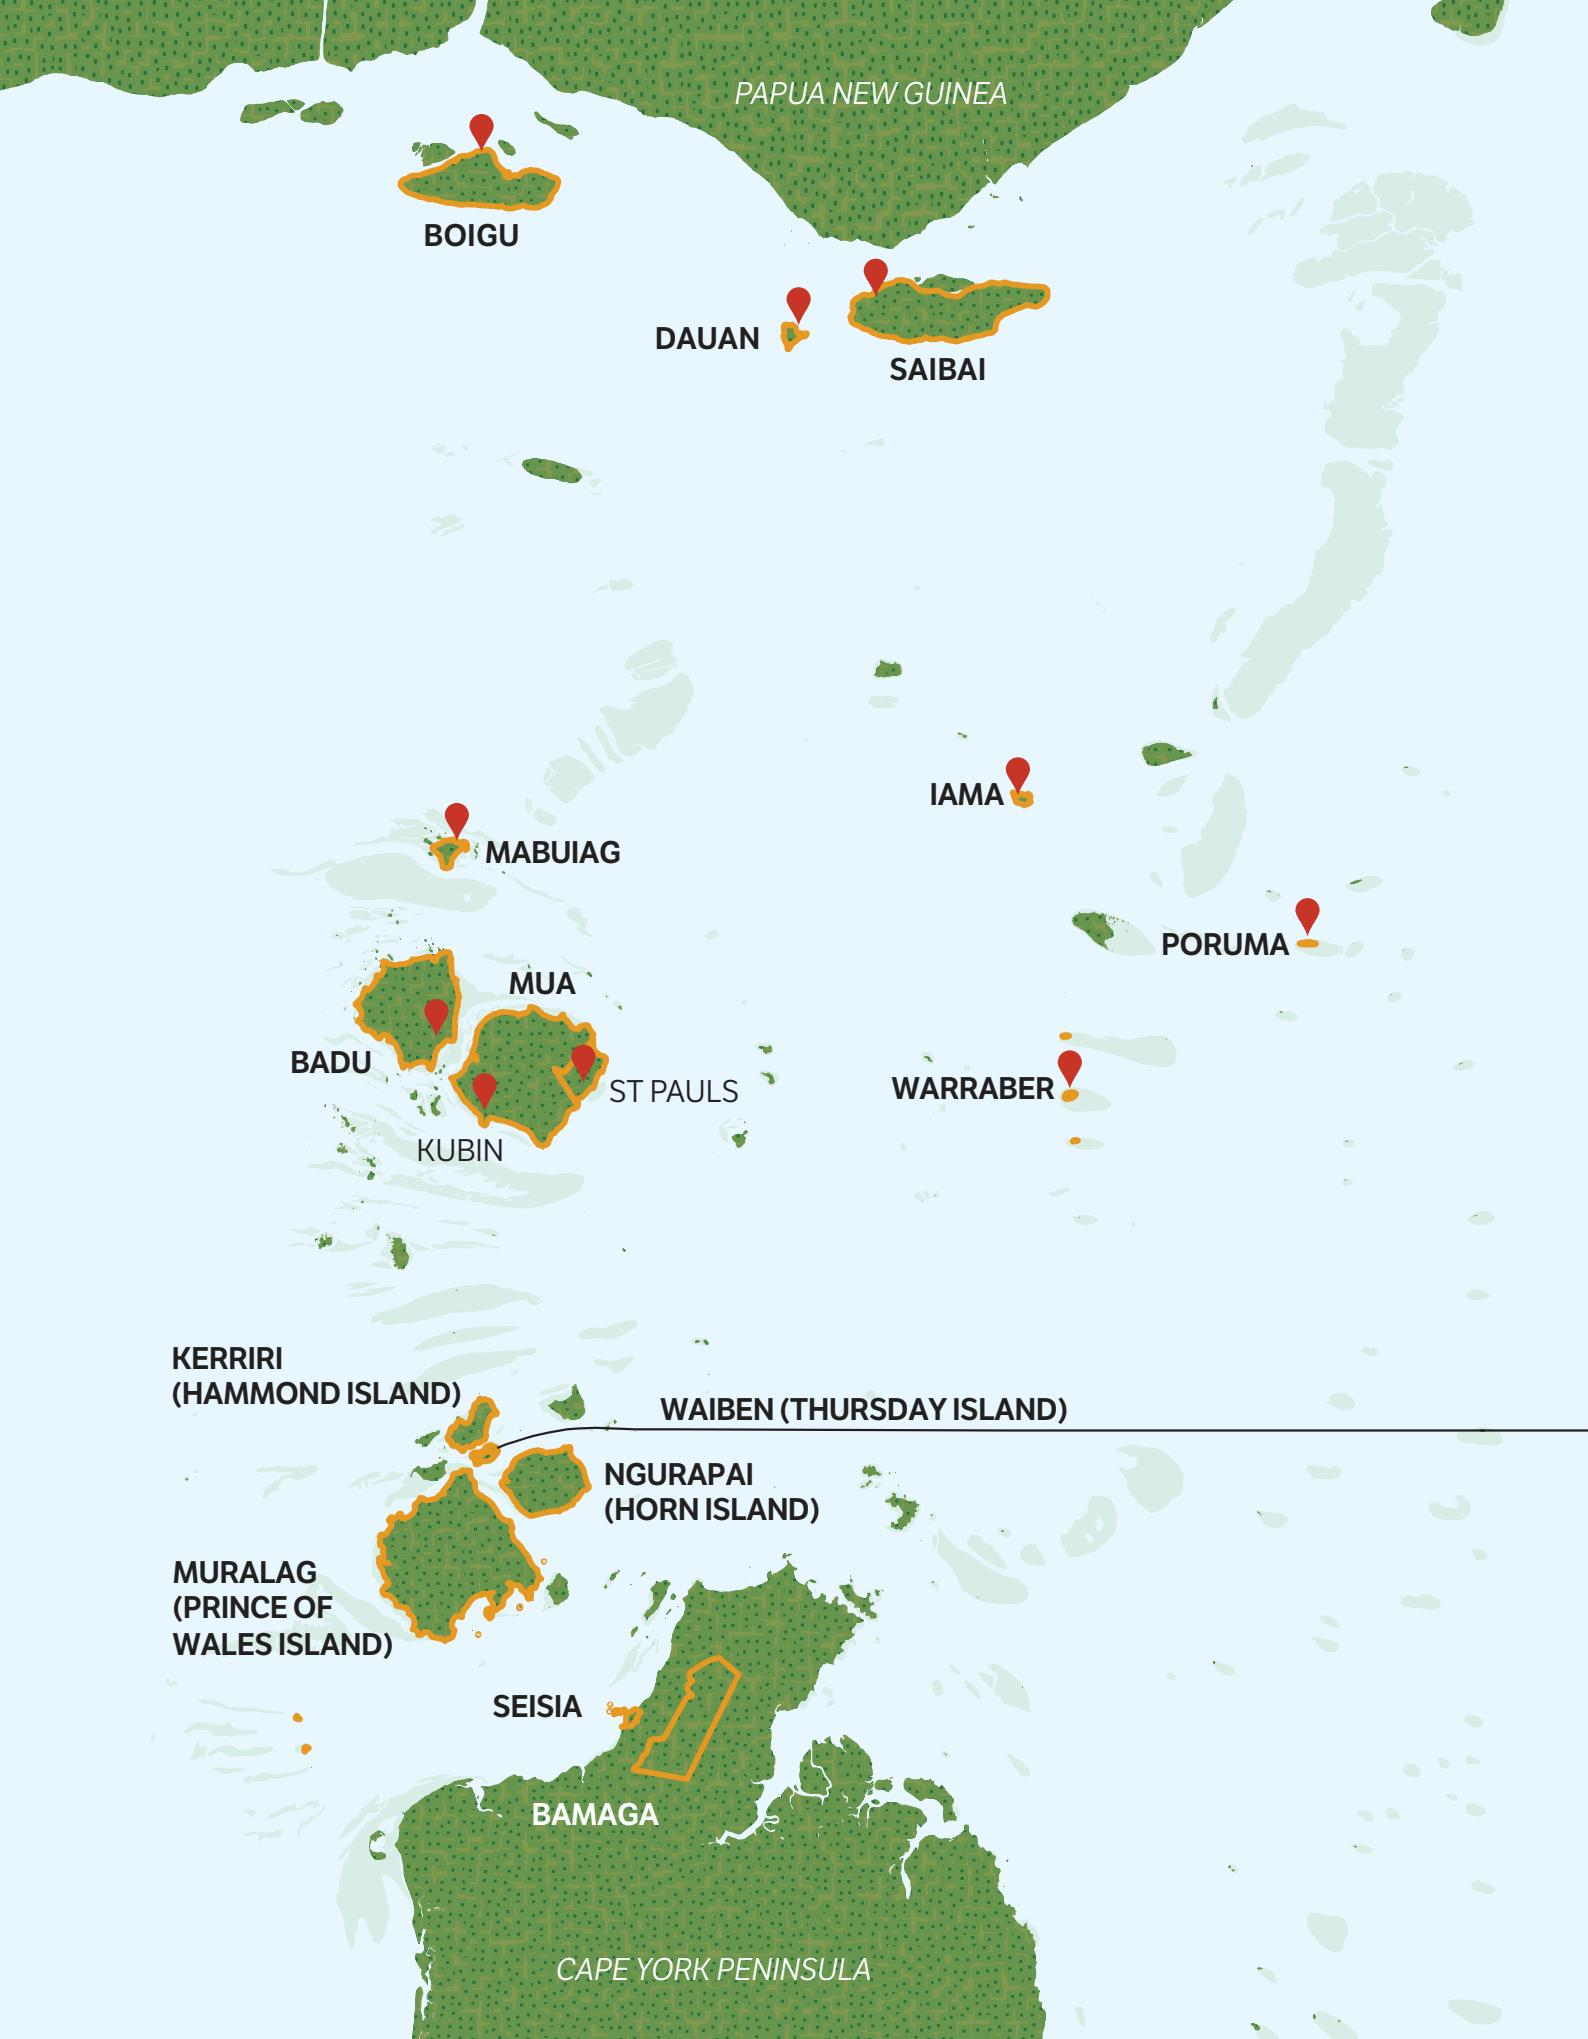 PAPUA NEW GUINEA
BOIGU
DAUAN
SAIBAI
IAMA
MABUIAG
PORUMA
MUA
BADU
ST PAULS
WARRABER
KUBIN
KERRIRI
(HAMMOND ISLAND)
WAIBEN (THURSDAY ISLAND)
NGURAPAI
(HORN ISLAND)
MURALAG
(PRINCE OF
WALES ISLAND)
SEISIA
BAMAGA
CAPE YORK PENINSULA